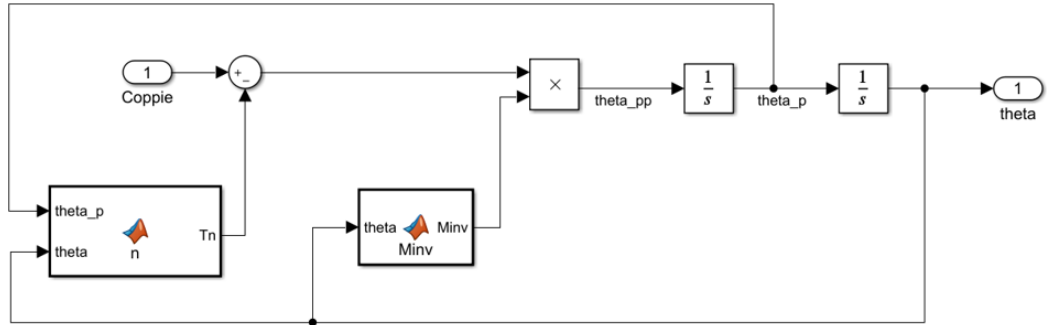 1
Coppie
+
−
×
theta_pp
1
s
theta_p
1
s
1
theta
theta_p
theta
Tn
n
theta
Minv
Minv